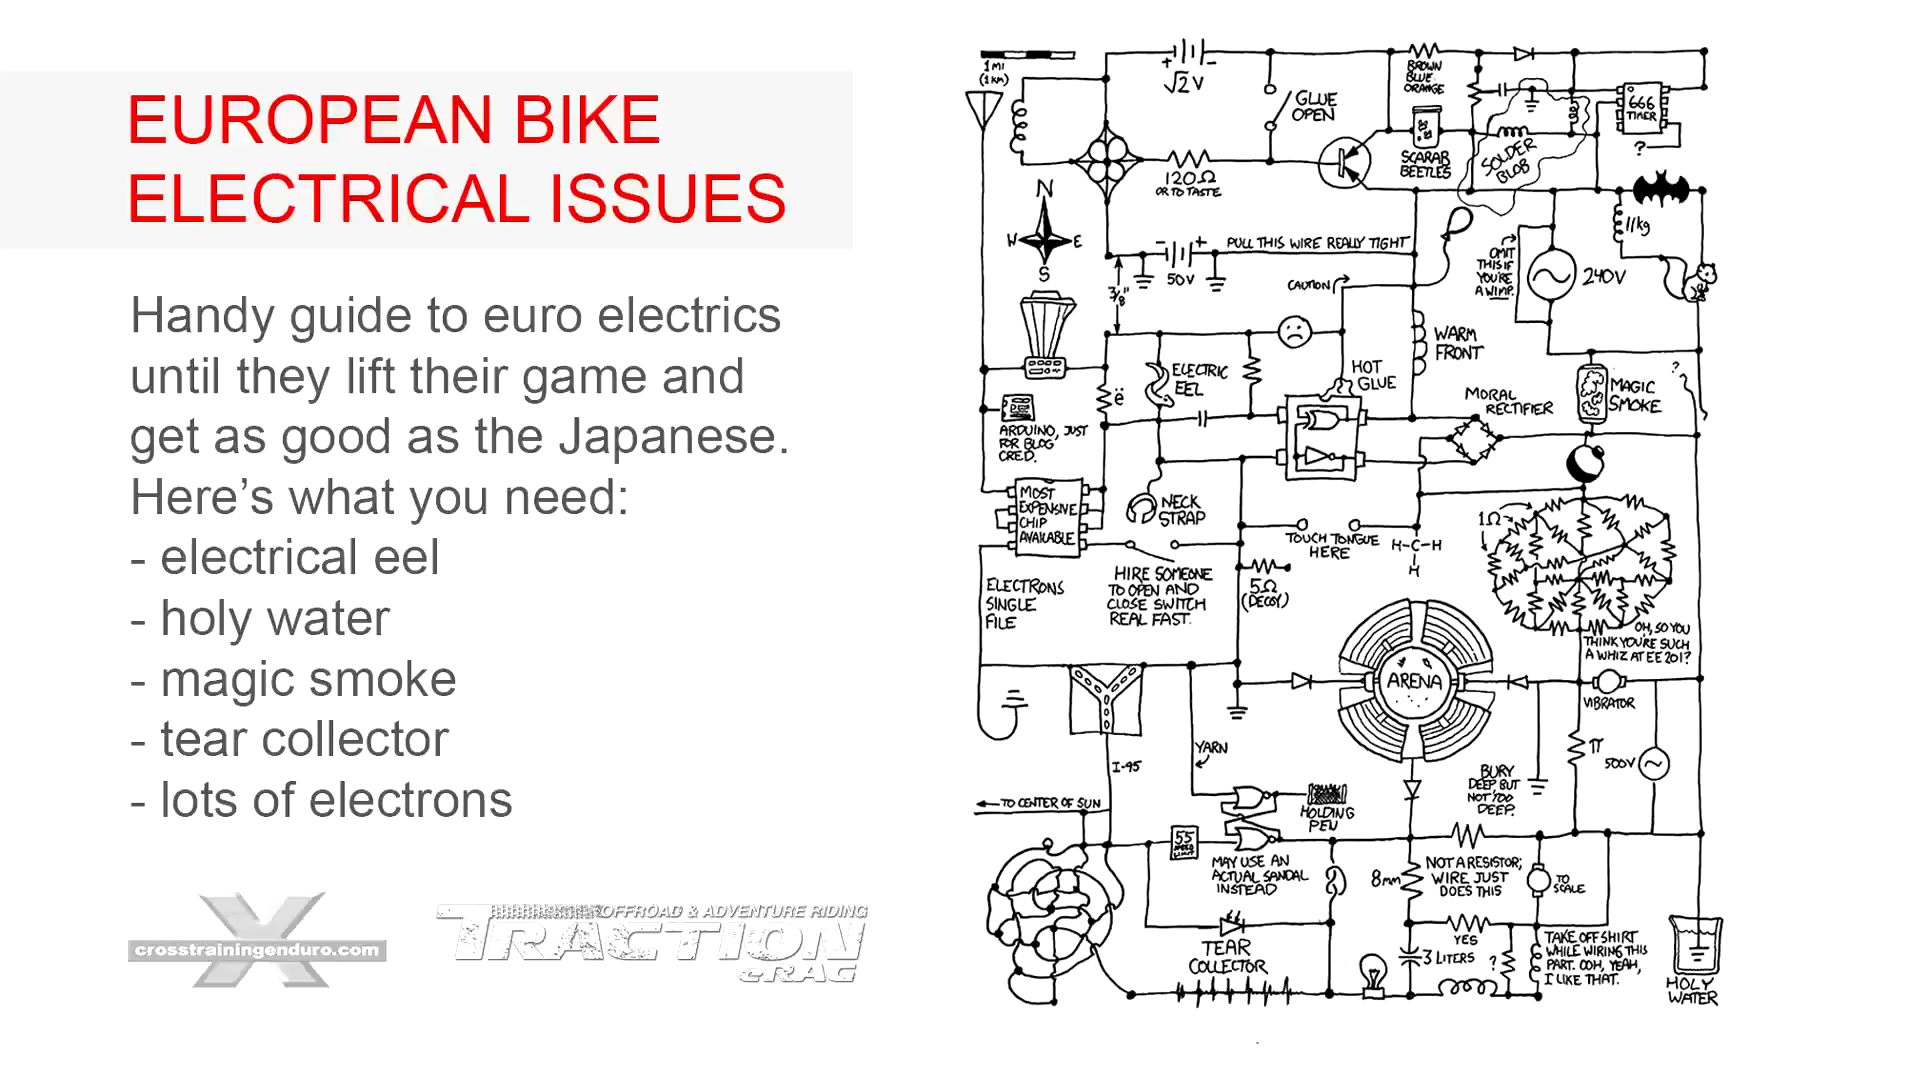 EUROPEAN BIKE
ELECTRICAL ISSUES
Handy guide to euro electrics
until they lift their game and
get as good as the Japanese.
Here's what you need:
- electrical eel
- holy water
- magic smoke
- tear collector
- lots of electrons
crosstrainingenduro.com
OFFROAD & ADVENTURE RIDING
TRACTION
eRAG
1 MI
(1 KM)
√2 V
GLUE
OPEN
BROWN
BLUE
ORANGE
666
TIMER
?
SCARAB
BEETLES
SOLDER
BLOB
120Ω
OR TO TASTE
N
W E
S
11kg
PULL THIS WIRE REALLY TIGHT
50V
3/8"
CAUTION
OMIT
THIS IF
YOU'RE
A WIMP.
240V
WARM
FRONT
ELECTRIC
EEL
HOT
GLUE
ë
MORAL
RECTIFIER
MAGIC
SMOKE
?
ARDUINO, JUST
FOR BLOG
CRED.
MOST
EXPENSIVE
CHIP
AVAILABLE
NECK
STRAP
TOUCH TONGUE
HERE
H-C-H
H
1Ω
5Ω
(DECOY)
ELECTRONS
SINGLE
FILE
HIRE SOMEONE
TO OPEN AND
CLOSE SWITCH
REAL FAST.
OH, SO YOU
THINK YOU'RE SUCH
A WHIZ AT EE 201?
ARENA
VIBRATOR
π
500V
YARN
I-95
BURY
DEEP, BUT
NOT TOO
DEEP.
TO CENTER OF SUN
HOLDING
PEN
55
SPEED
LIMIT
MAY USE AN
ACTUAL SANDAL
INSTEAD
8mm
NOT A RESISTOR;
WIRE JUST
DOES THIS
TO
SCALE
TEAR
COLLECTOR
YES
3 LITERS
?
TAKE OFF SHIRT
WHILE WIRING THIS
PART. OOH, YEAH,
I LIKE THAT.
HOLY
WATER